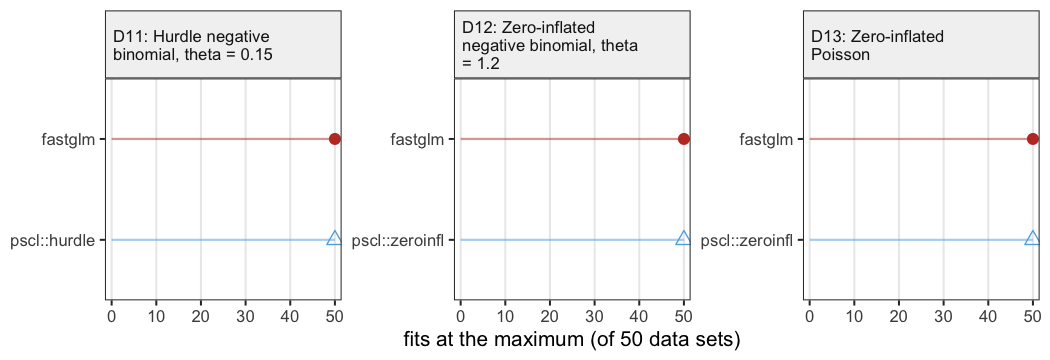 D11: Hurdle negative
binomial, theta = 0.15
D12: Zero-inflated
negative binomial, theta
= 1.2
D13: Zero-inflated
Poisson
fastglm
pscl::hurdle
0 10 20 30 40 50
fastglm
pscl::zeroinfl
0 10 20 30 40 50
fastglm
pscl::zeroinfl
0 10 20 30 40 50
fits at the maximum (of 50 data sets)